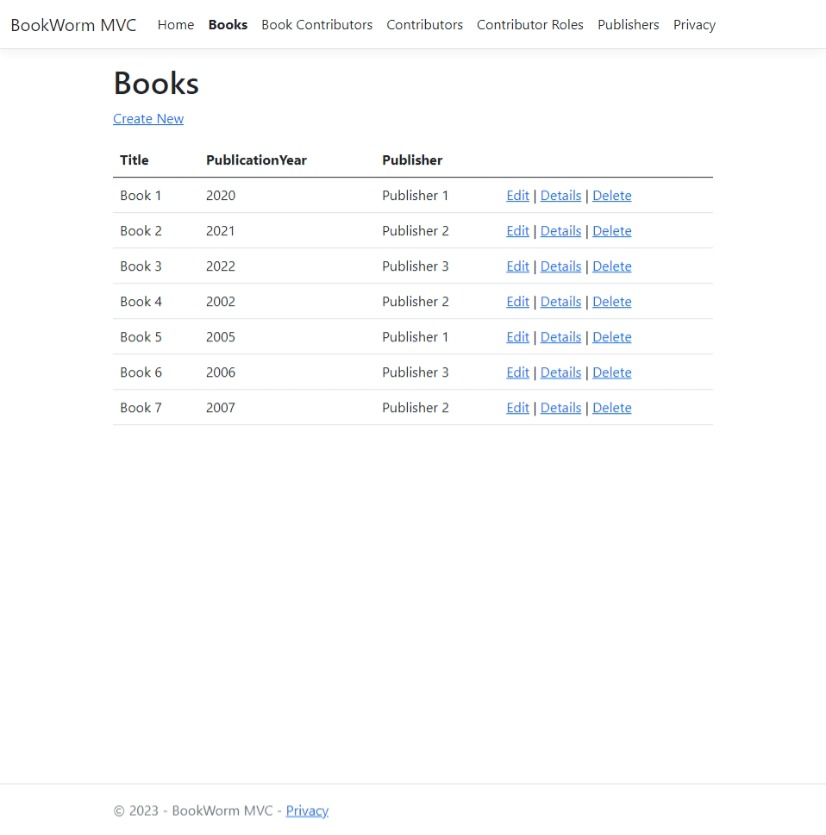 BookWorm MVC Home Books Book Contributors Contributors Contributor Roles Publishers Privacy
Books
Create New
Title PublicationYear Publisher
Book 1 2020 Publisher 1 Edit | Details | Delete
Book 2 2021 Publisher 2 Edit | Details | Delete
Book 3 2022 Publisher 3 Edit | Details | Delete
Book 4 2002 Publisher 2 Edit | Details | Delete
Book 5 2005 Publisher 1 Edit | Details | Delete
Book 6 2006 Publisher 3 Edit | Details | Delete
Book 7 2007 Publisher 2 Edit | Details | Delete
© 2023 - BookWorm MVC - Privacy